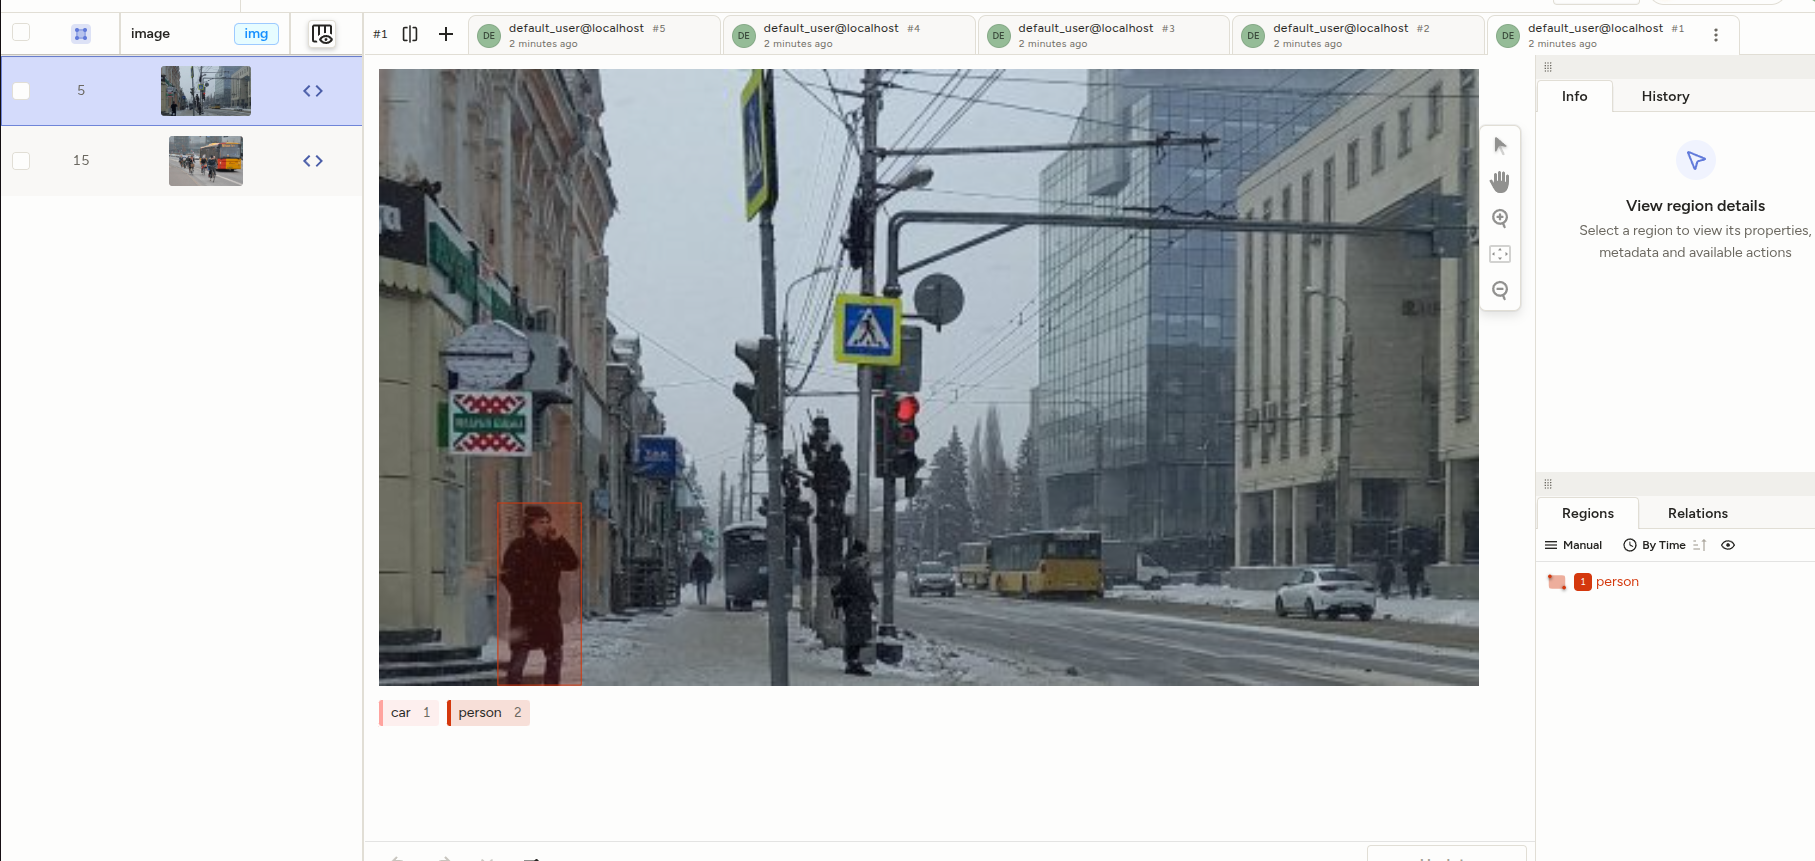 image
img
#1
DE
default_user@localhost #5
2 minutes ago
DE
default_user@localhost #4
2 minutes ago
DE
default_user@localhost #3
2 minutes ago
DE
default_user@localhost #2
2 minutes ago
DE
default_user@localhost #1
2 minutes ago
5
15
car 1
person 2
Info
History
View region details
Select a region to view its properties,
metadata and available actions
Regions
Relations
Manual
By Time
1 person